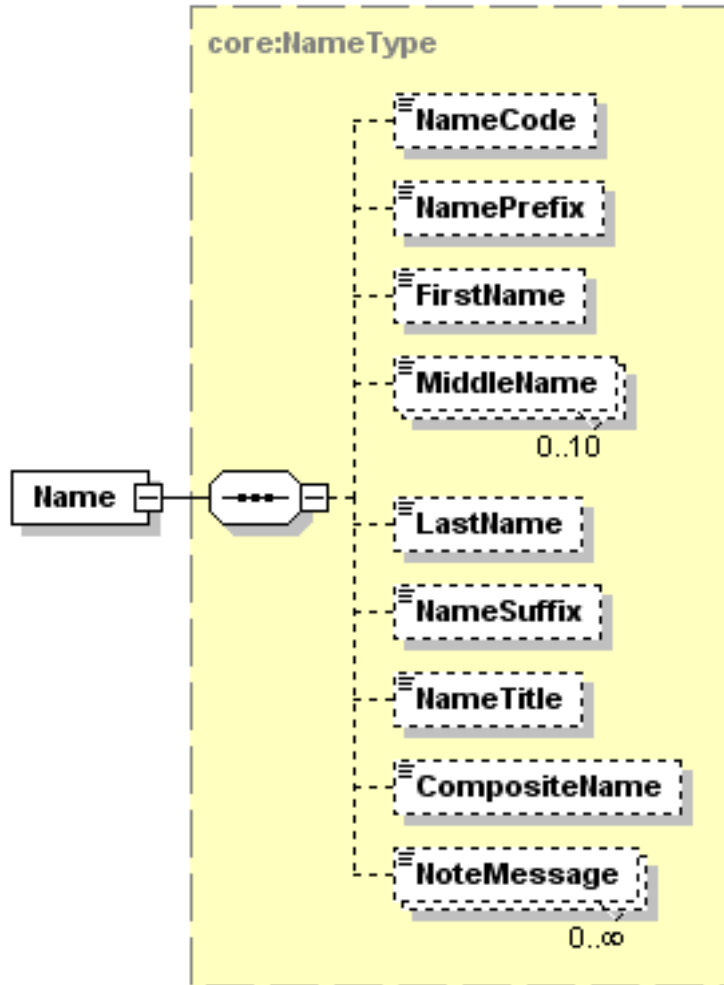 core:NameType
NameCode
NamePrefix
FirstName
MiddleName
0..10
Name
LastName
NameSuffix
NameTitle
CompositeName
NoteMessage
0..∞